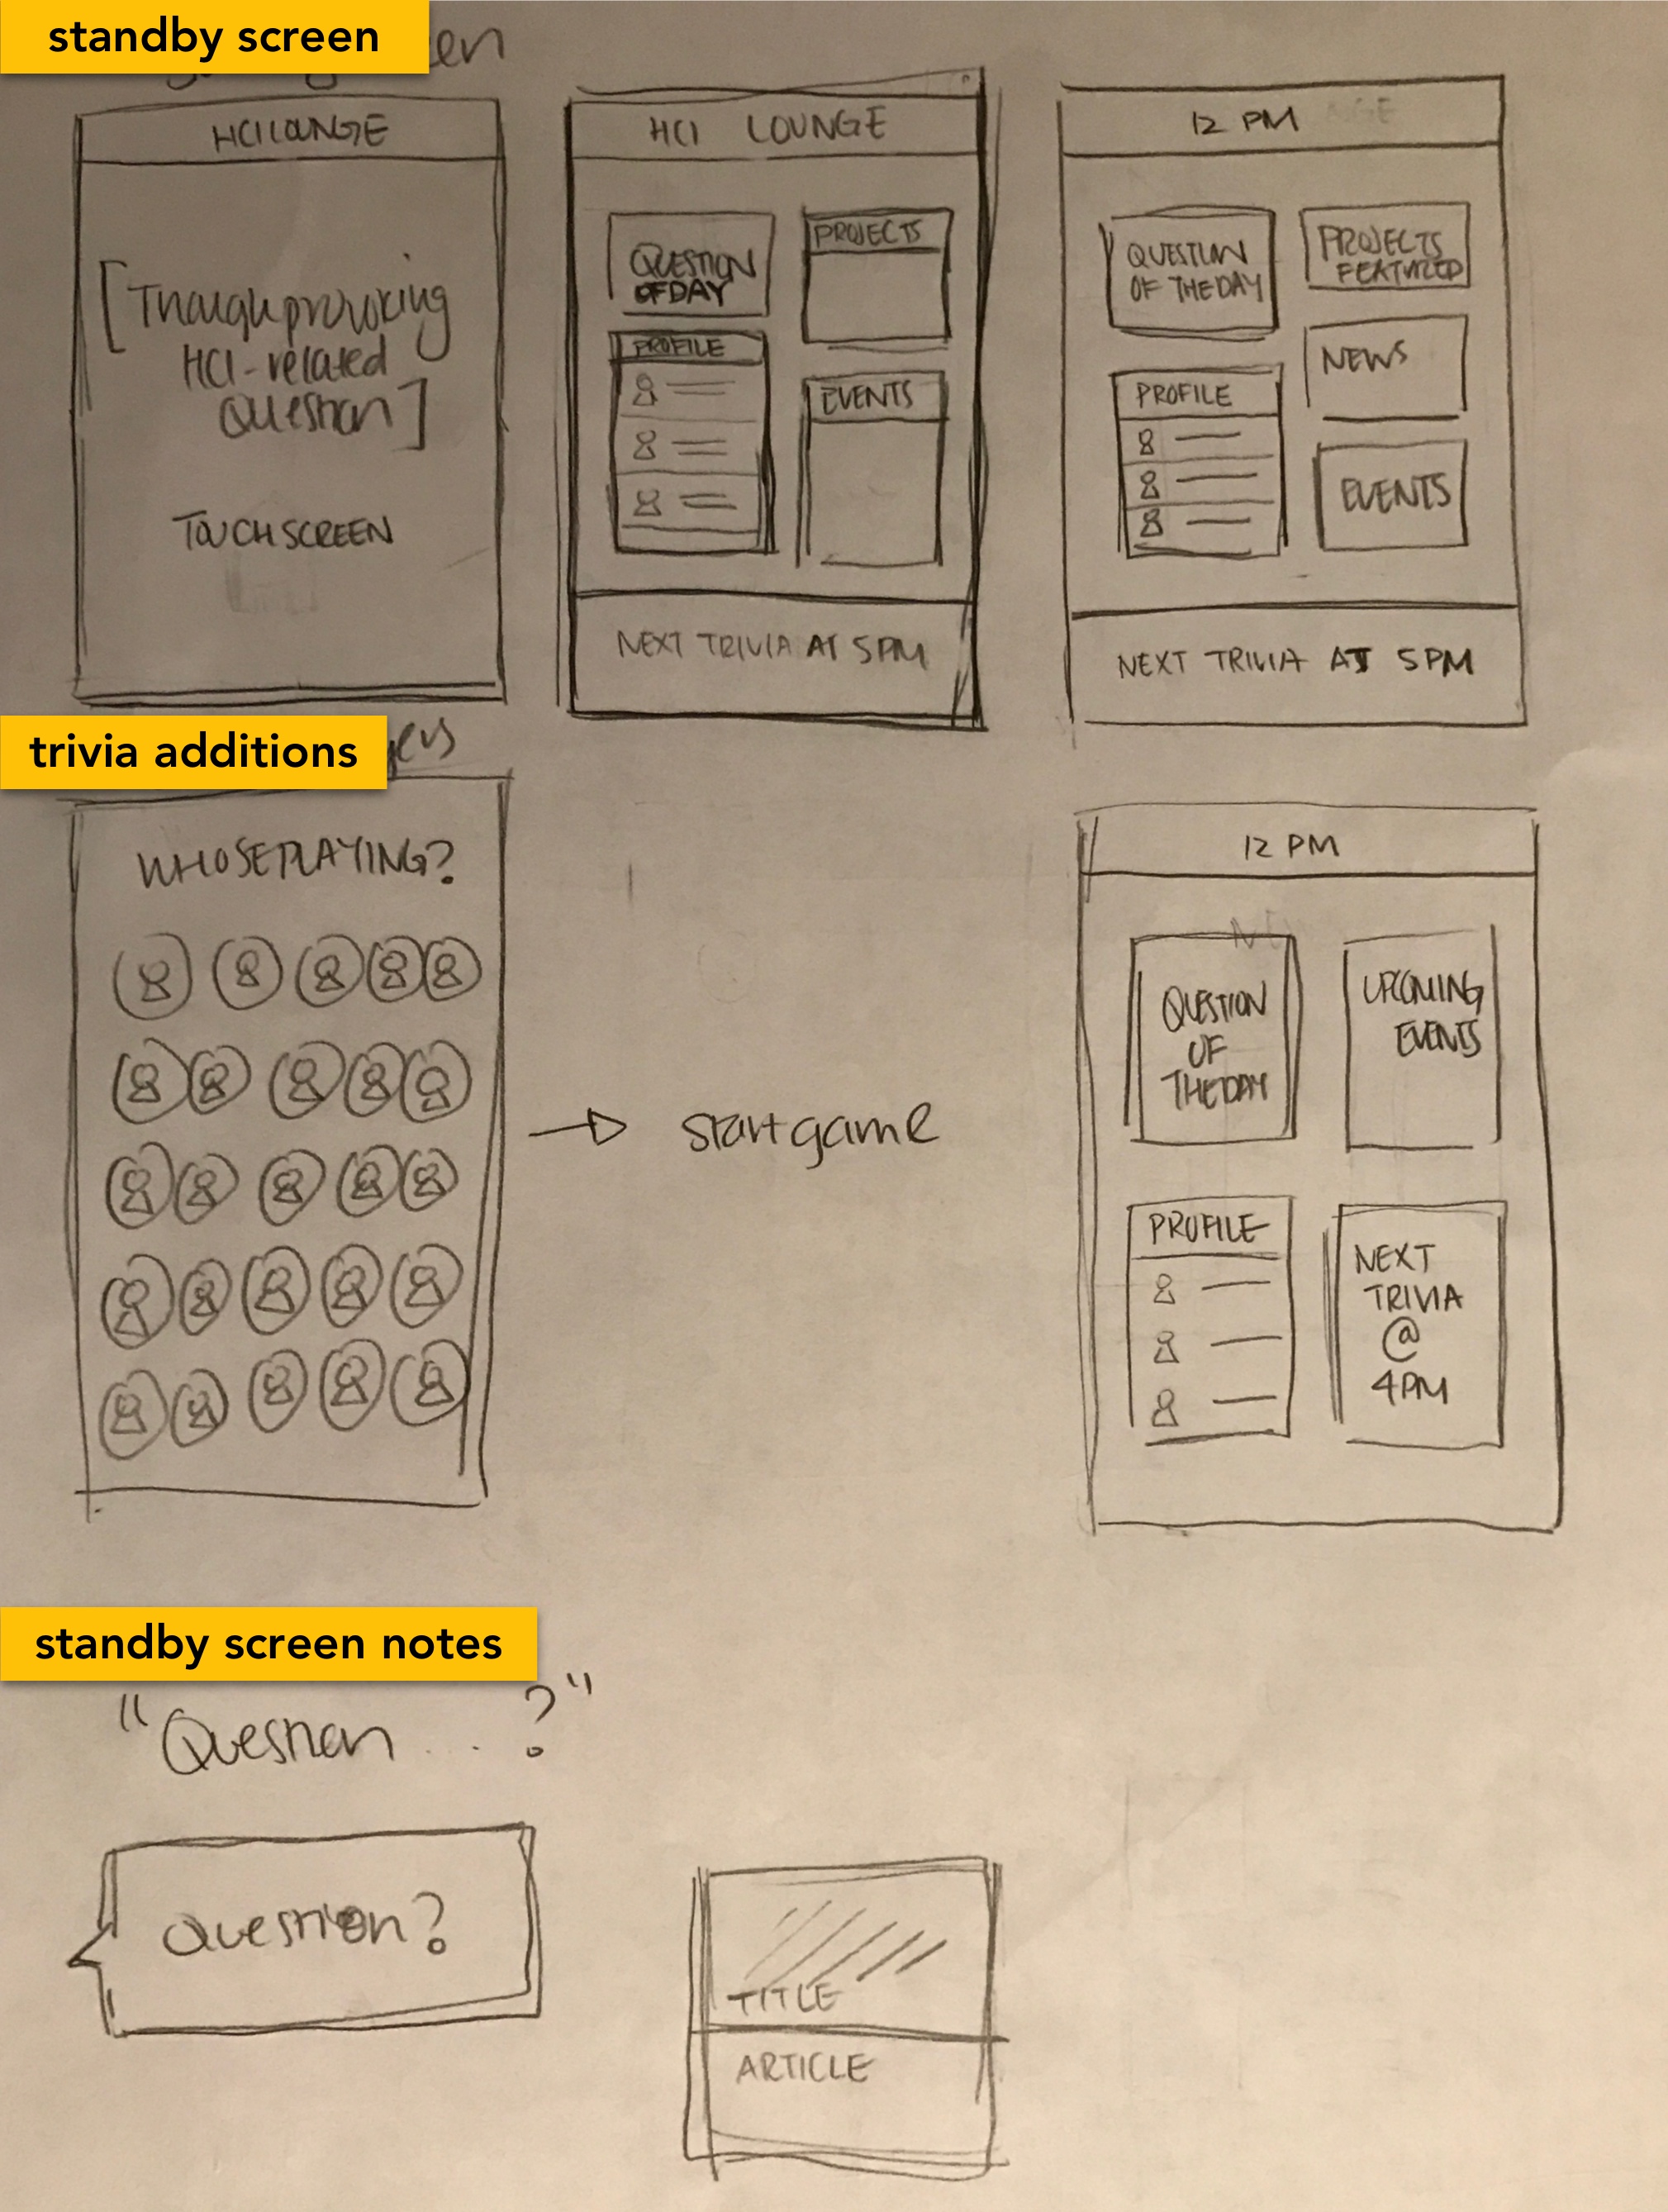 standby screen
en
HCI LOUNGE
[Though provoking
HCI-related
Question]
TOUCH SCREEN
HCI LOUNGE
QUESTION
OF DAY
PROJECTS
PROFILE
EVENTS
NEXT TRIVIA AT 5PM
12 PM
QUESTION
OF THE DAY
PROJECTS
FEATURED
NEWS
PROFILE
EVENTS
NEXT TRIVIA AT 5PM
trivia additions
WHOSE PLAYING?
start game
12 PM
QUESTION
OF
THE DAY
UPCOMING
EVENTS
PROFILE
NEXT
TRIVIA
@
4PM
standby screen notes
"Question ... ?"
Question?
TITLE
ARTICLE